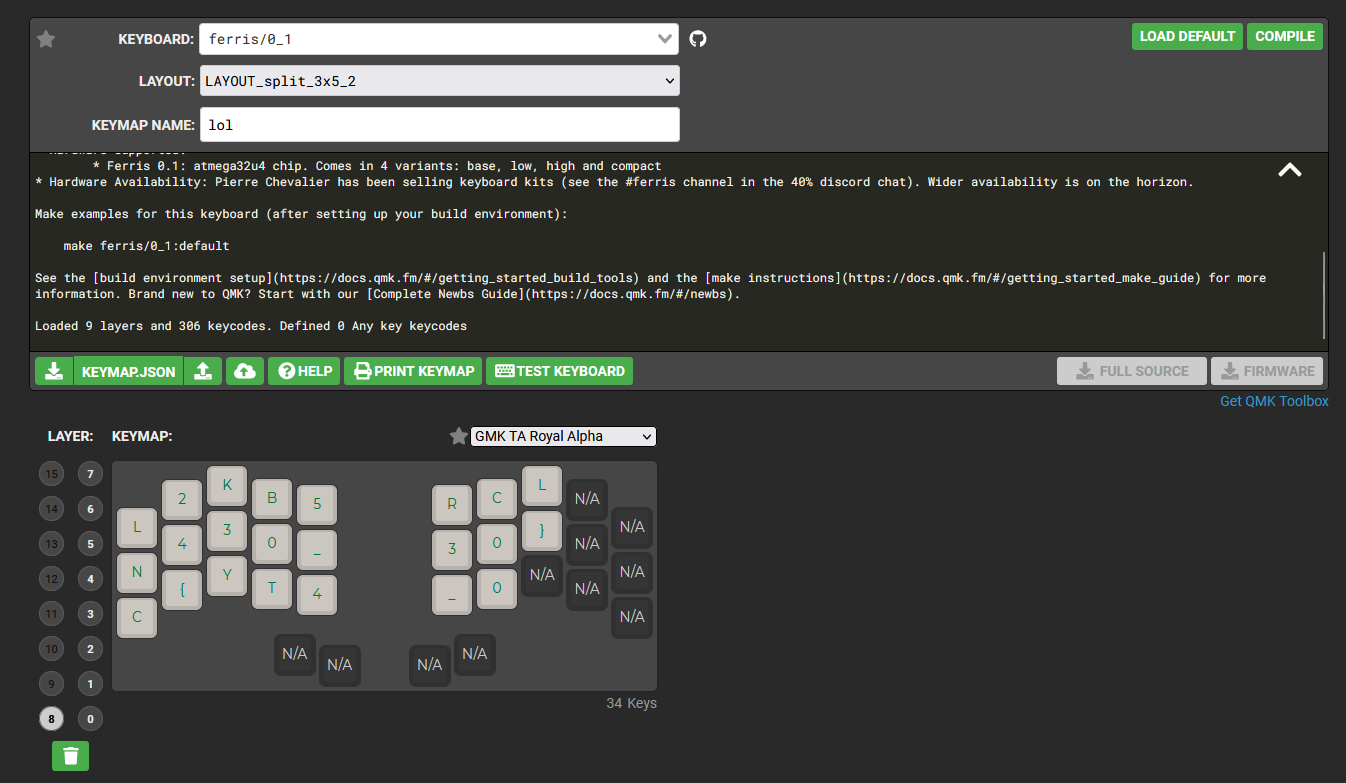 KEYBOARD: ferris/0_1 LOAD DEFAULT COMPILE
LAYOUT: LAYOUT_split_3x5_2
KEYMAP NAME: lol
* Ferris 0.1: atmega32u4 chip. Comes in 4 variants: base, low, high and compact
* Hardware Availability: Pierre Chevalier has been selling keyboard kits (see the #ferris channel in the 40% discord chat). Wider availability is on the horizon.
Make examples for this keyboard (after setting up your build environment):
make ferris/0_1:default
See the [build environment setup](https://docs.qmk.fm/#/getting_started_build_tools) and the [make instructions](https://docs.qmk.fm/#/getting_started_make_guide) for more
information. Brand new to QMK? Start with our [Complete Newbs Guide](https://docs.qmk.fm/#/newbs).
Loaded 9 layers and 306 keycodes. Defined 0 Any key keycodes
KEYMAP.JSON HELP PRINT KEYMAP TEST KEYBOARD FULL SOURCE FIRMWARE
Get QMK Toolbox
LAYER: KEYMAP: GMK TA Royal Alpha
15 7
14 6
13 5
12 4
11 3
10 2
9 1
8 0
L 2 K B 5 R C L N/A N/A
N 4 3 0 _ 3 0 } N/A N/A
C { Y T 4 _ 0 N/A N/A N/A
N/A N/A N/A N/A
34 Keys